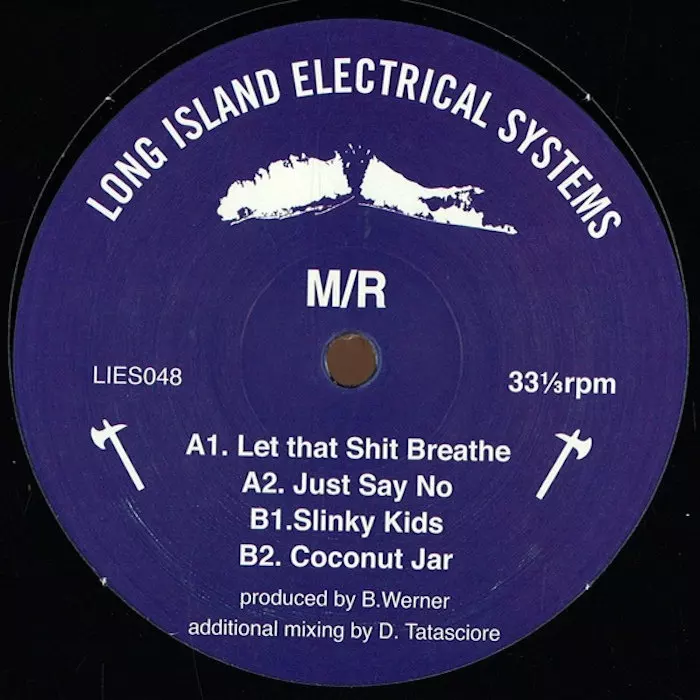 LONG ISLAND ELECTRICAL SYSTEMS
M/R
LIES048
33⅓rpm
A1. Let that Shit Breathe
A2. Just Say No
B1.Slinky Kids
B2. Coconut Jar
produced by B.Werner
additional mixing by D. Tatasciore